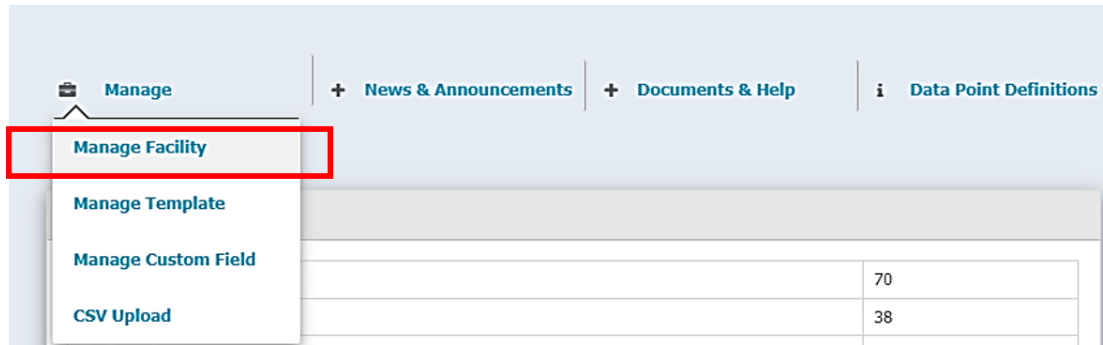 Manage
News & Announcements
Documents & Help
Data Point Definitions
Manage Facility
Manage Template
Manage Custom Field
CSV Upload
70
38